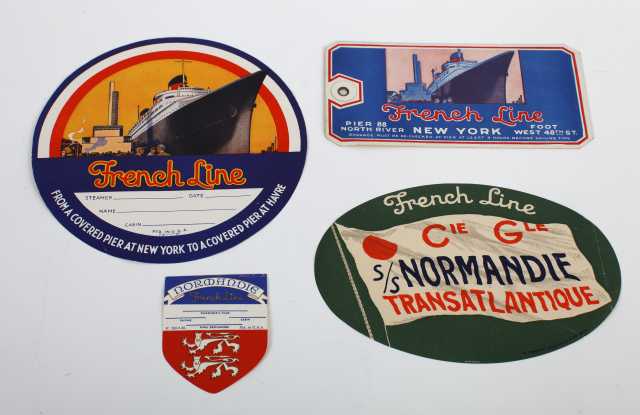 French Line
STEAMER DATE
NAME
CABIN
FROM A COVERED PIER AT NEW YORK TO A COVERED PIER AT HAVRE
French Line
PIER 88
NORTH RIVER
NEW YORK
FOOT
WEST 48TH ST.
French Line
CIE GLE
S/S NORMANDIE
TRANSATLANTIQUE
NORMANDIE
French Line